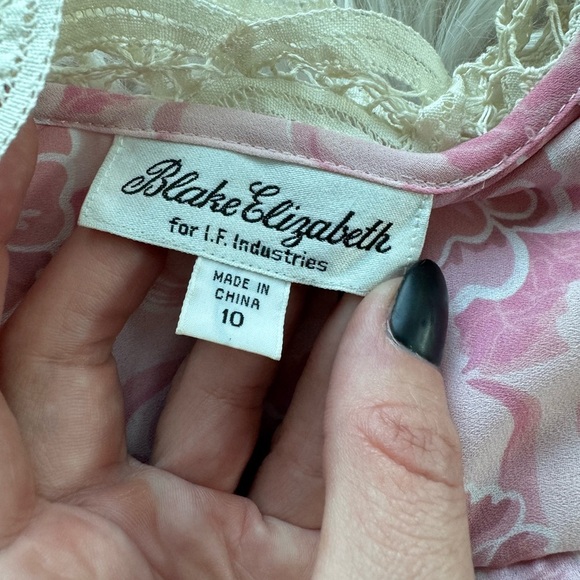 Blake Elizabeth
for I.F. Industries
MADE IN
CHINA
10